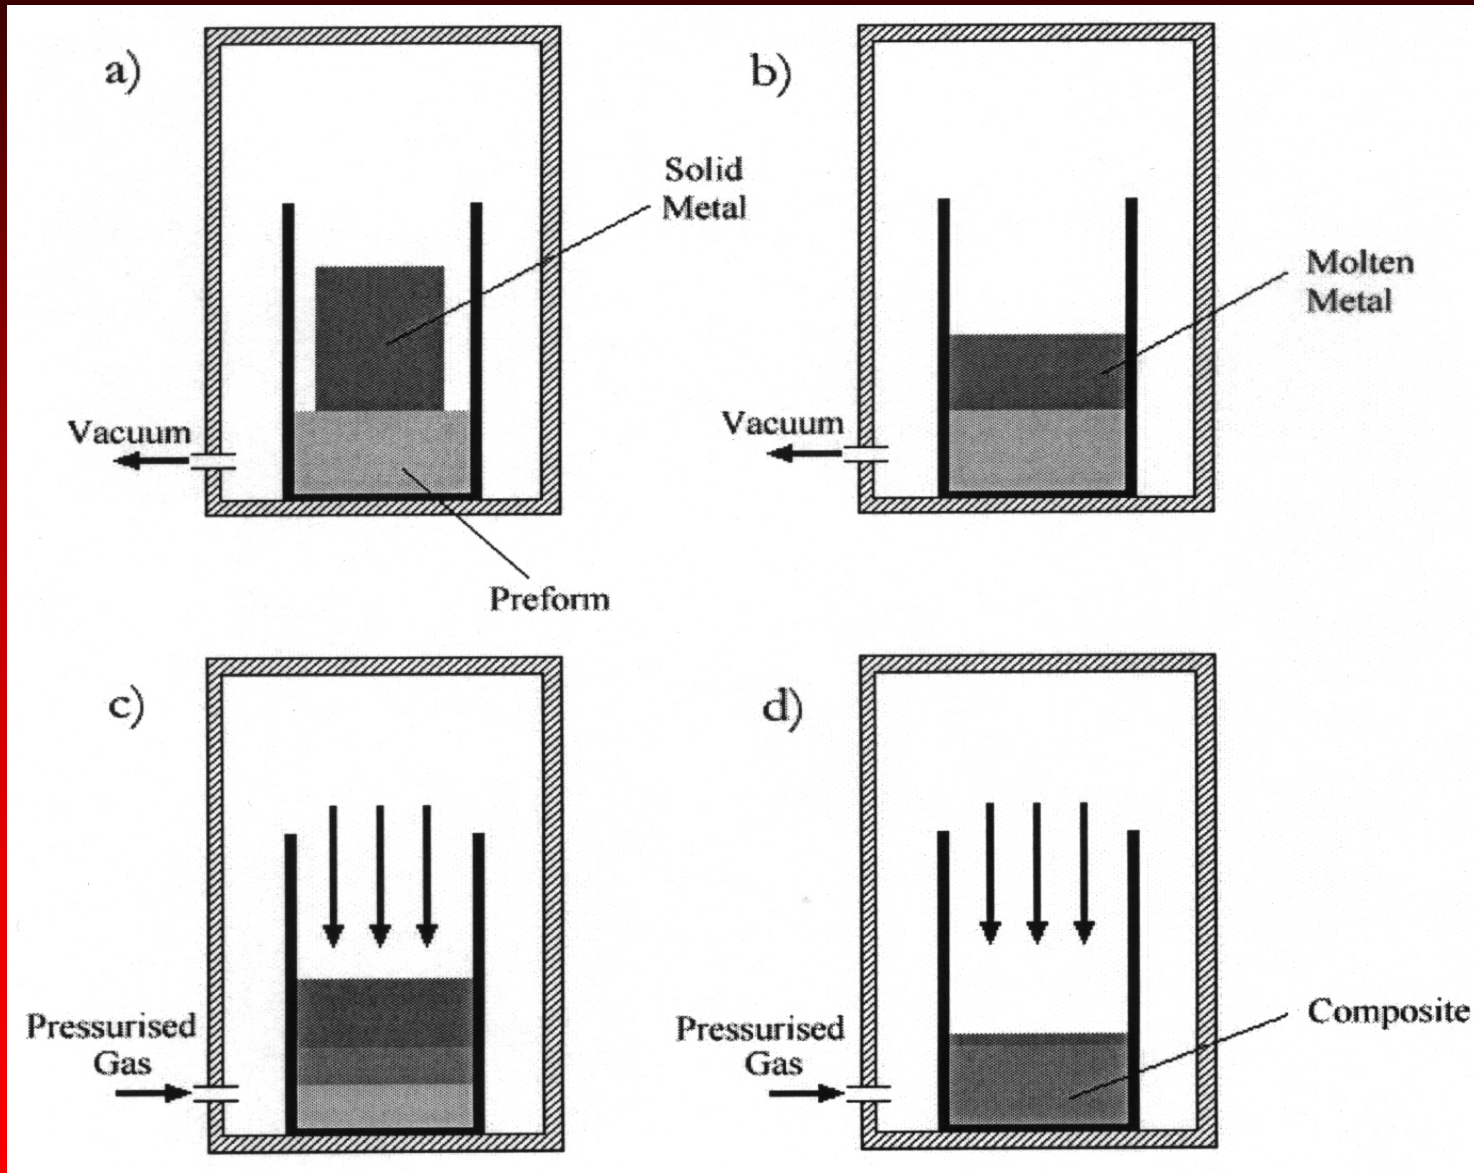 a)
Solid
Metal
Vacuum
Preform
b)
Molten
Metal
Vacuum
c)
Pressurised
Gas
d)
Pressurised
Gas
Composite